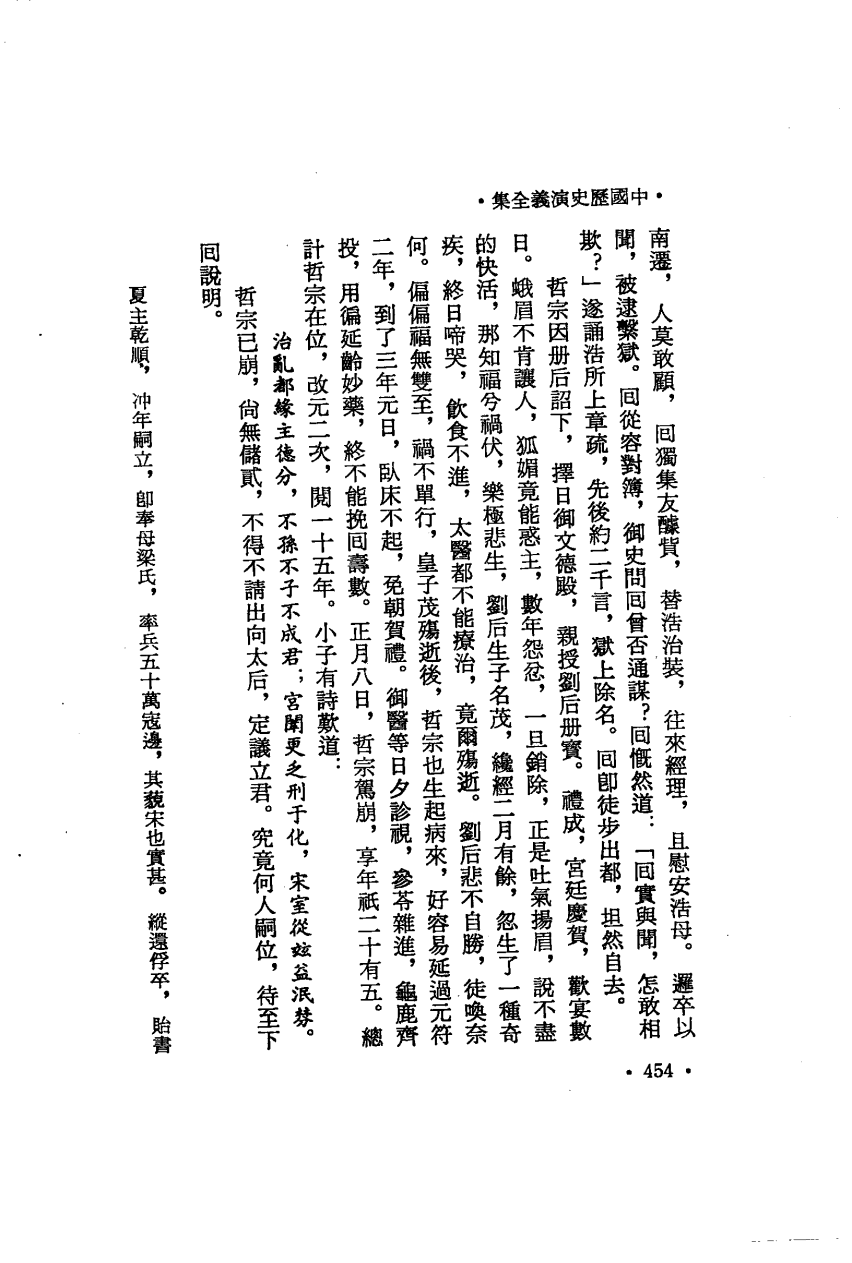 ·中國歷史演義全集·
南遷，人莫敢顧，回獨集友醵貲，替浩治裝，往來經理，且慰安浩母。邏卒以
聞，被逮繫獄。回從容對簿，御史問回曾否通謀？回慨然道：「回實與聞，怎敢相
欺？」遂誦浩所上章疏，先後約二千言，獄上除名。回卽徒步出都，坦然自去。
哲宗因册后詔下，擇日御文德殿，親授劉后册寶。禮成，宮廷慶賀，歡宴數
日。蛾眉不肯讓人，狐媚竟能惑主，數年怨忿，一旦銷除，正是吐氣揚眉，說不盡
的快活，那知福兮禍伏，樂極悲生，劉后生子名茂，纔經二月有餘，忽生了一種奇
疾，終日啼哭，飲食不進，太醫都不能療治，竟爾殤逝。劉后悲不自勝，徒喚奈
何。偏偏福無雙至，禍不單行，皇子茂殤逝後，哲宗也生起病來，好容易延過元符
二年，到了三年元日，臥床不起，免朝賀禮。御醫等日夕診視，參苓雜進，龜鹿齊
投，用徧延齡妙藥，終不能挽回壽數。正月八日，哲宗駕崩，享年祇二十有五。總
計哲宗在位，改元二次，閱一十五年。小子有詩歎道：
治亂都緣主德分，不孫不子不成君；宮闈更乏刑于化，宋室從茲益泯棼。
哲宗已崩，尙無儲貳，不得不請出向太后，定議立君。究竟何人嗣位，待至下
回說明。
夏主乾順，冲年嗣立，卽奉母梁氏，率兵五十萬寇邊，其藐宋也實甚。縱還俘卒，貽書
·454·